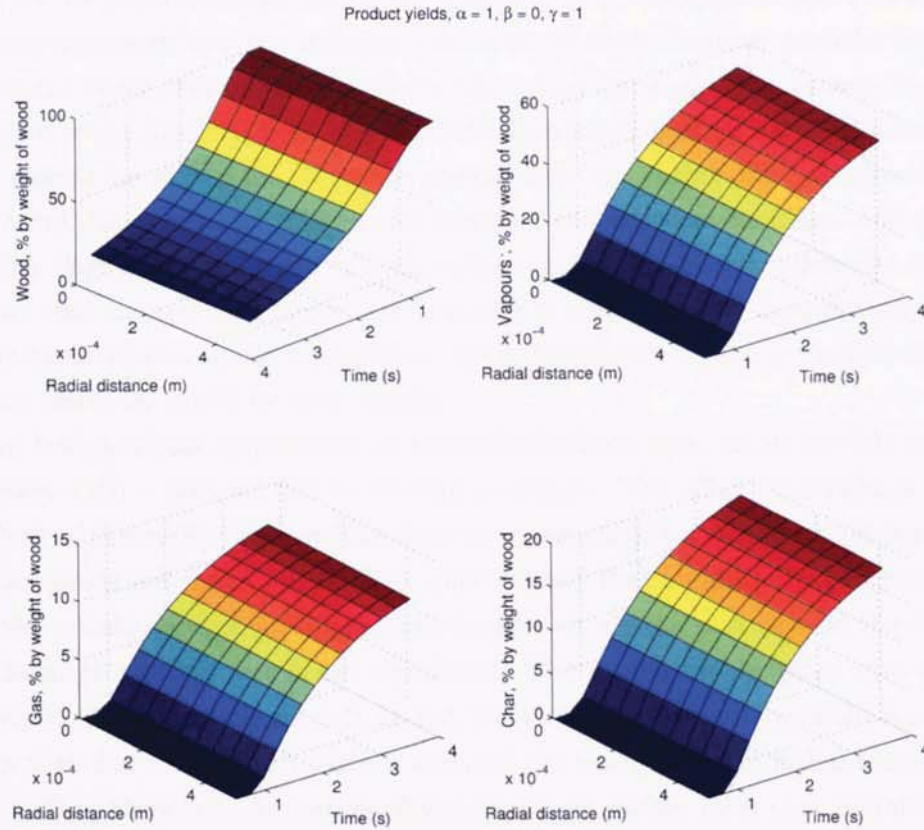 Product yields, α = 1, β = 0, γ = 1
Wood, % by weight of wood
100
50
0
0
2
4
x 10⁻⁴
Radial distance (m)
4
3
2
1
Time (s)
Vapours, % by weigt of wood
60
40
20
0
0
2
4
x 10⁻⁴
Radial distance (m)
1
2
3
4
Time (s)
Gas, % by weight of wood
15
10
5
0
0
2
4
x 10⁻⁴
Radial distance (m)
1
2
3
4
Time (s)
Char, % by weight of wood
20
15
10
5
0
0
2
4
x 10⁻⁴
Radial distance (m)
1
2
3
4
Time (s)